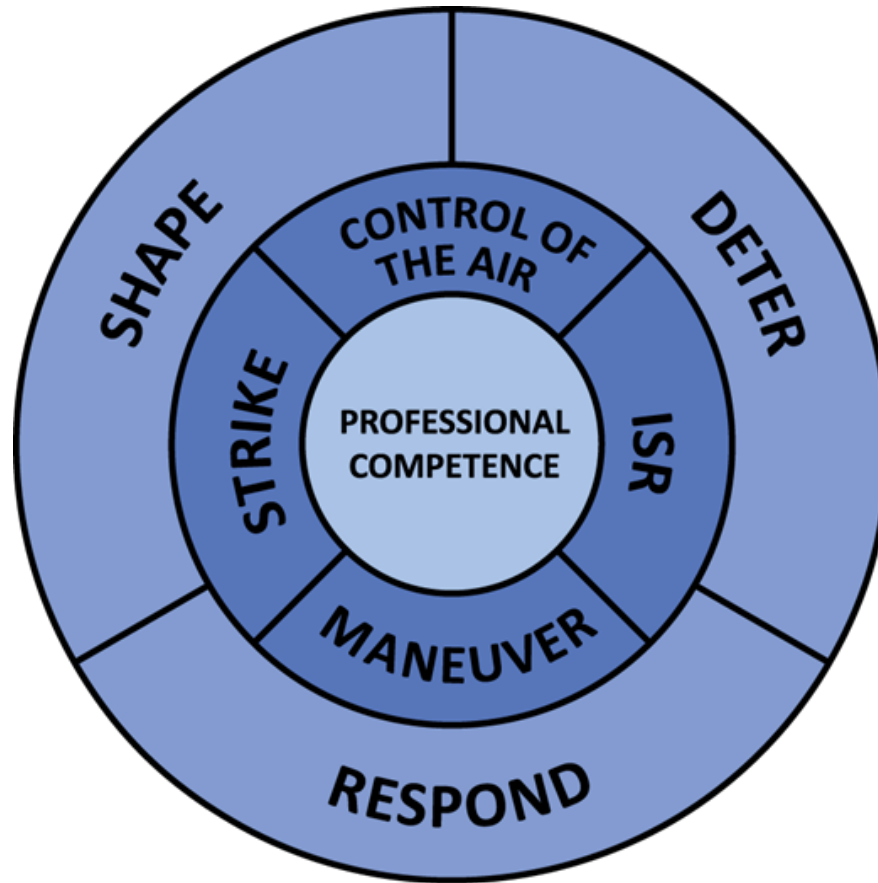 SHAPE
DETER
CONTROL OF
THE AIR
STRIKE
ISR
PROFESSIONAL
COMPETENCE
MANEUVER
RESPOND